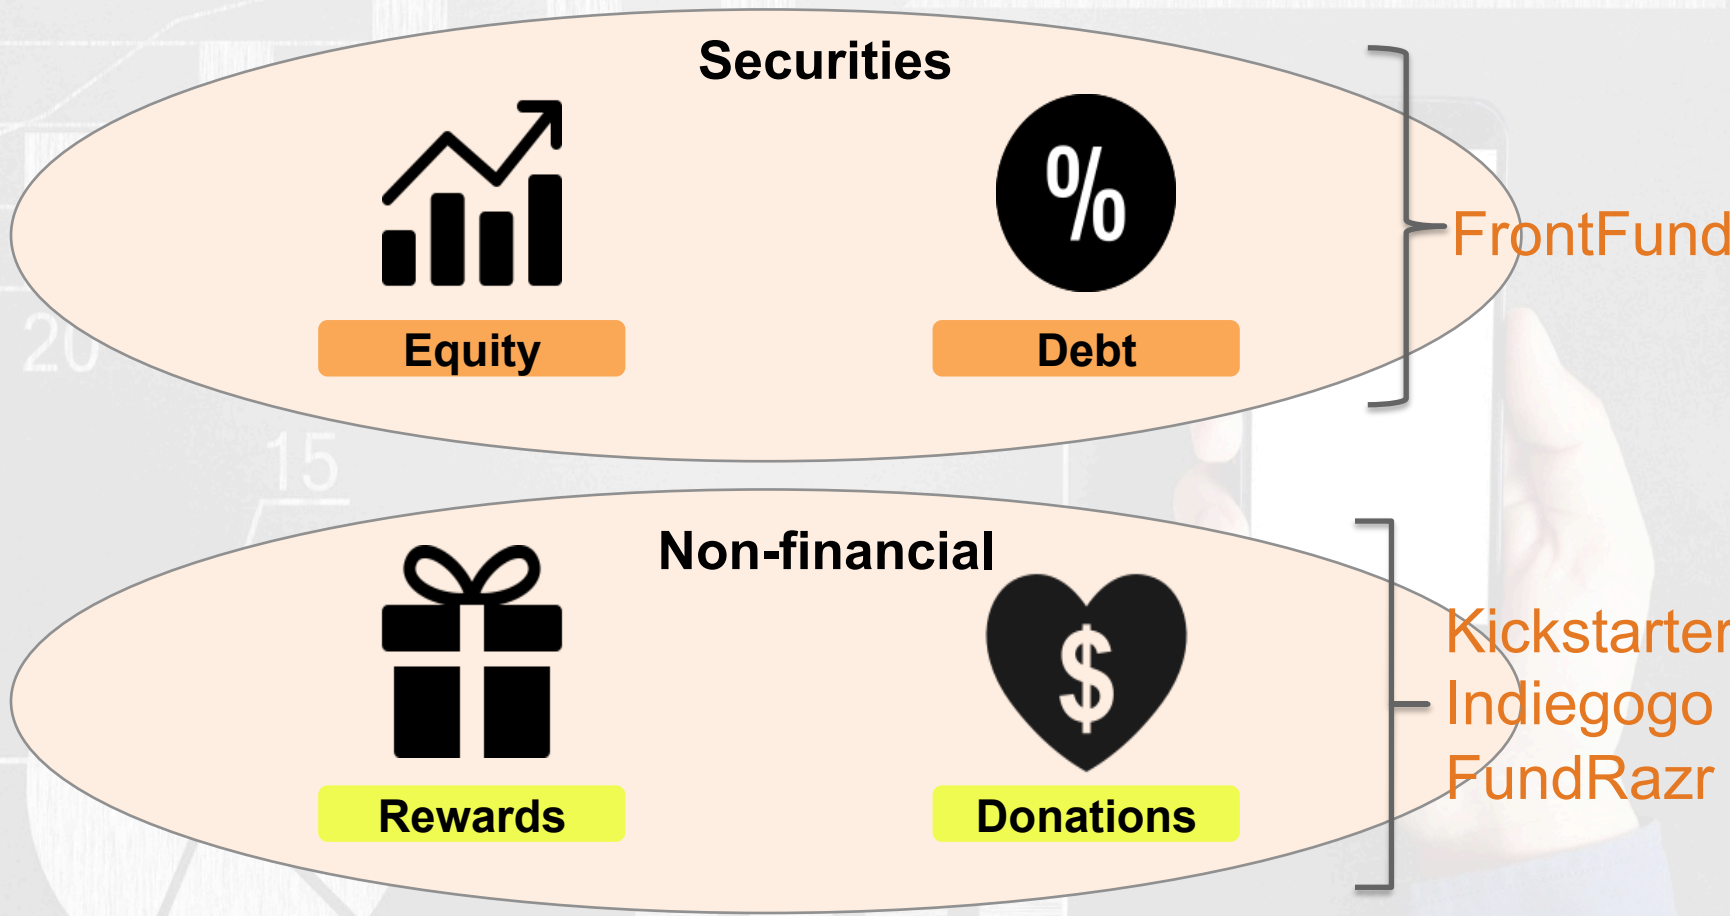 Securities
%
Equity
Debt
FrontFund
20
15
Non-financial
$
Rewards
Donations
Kickstarter
Indiegogo
FundRazr